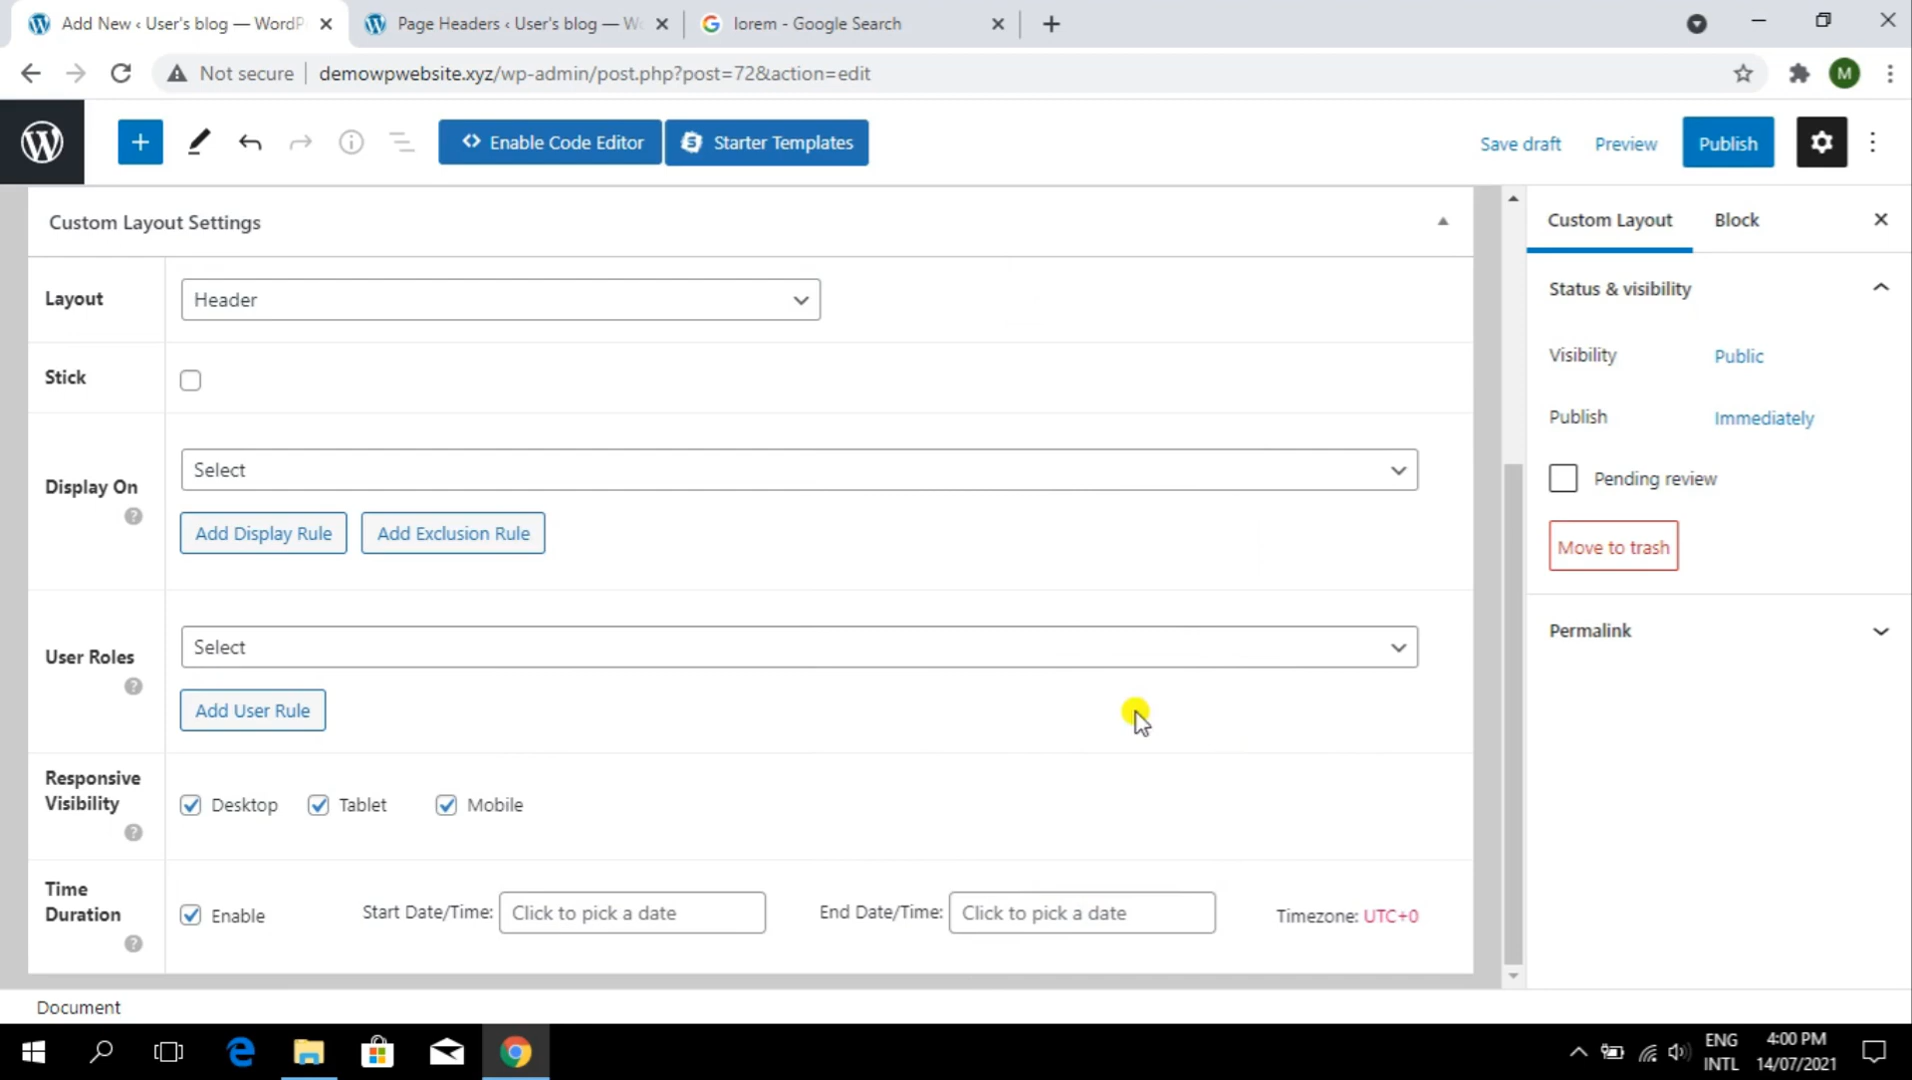 Add New ‹ User's blog — WordP
Page Headers ‹ User's blog — Wo
lorem - Google Search
Not secure
demowpwebsite.xyz/wp-admin/post.php?post=72&action=edit
M
Enable Code Editor
Starter Templates
Save draft
Preview
Publish
Custom Layout Settings
Layout
Header
Stick
Display On
Select
Add Display Rule
Add Exclusion Rule
User Roles
Select
Add User Rule
Responsive
Visibility
Desktop
Tablet
Mobile
Time
Duration
Enable
Start Date/Time:
Click to pick a date
End Date/Time:
Click to pick a date
Timezone: UTC+0
Custom Layout
Block
Status & visibility
Visibility
Public
Publish
Immediately
Pending review
Move to trash
Permalink
Document
ENG
INTL
4:00 PM
14/07/2021